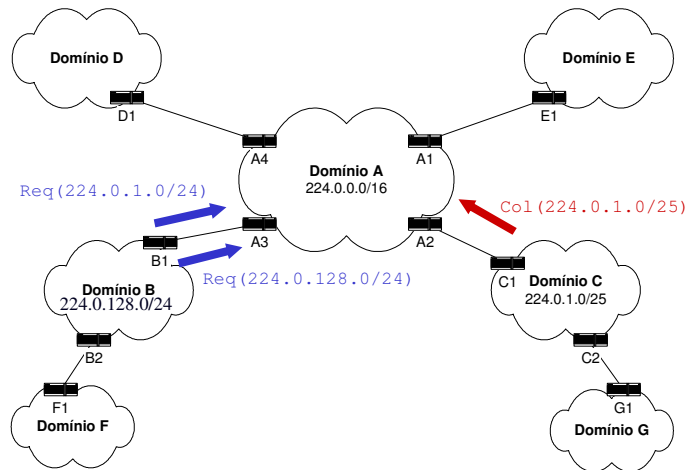 Domínio D
Domínio E
D1
E1
A4
A1
Domínio A
224.0.0.0/16
Req(224.0.1.0/24)
Col(224.0.1.0/25)
A3
A2
B1
Req(224.0.128.0/24)
C1
Domínio B
224.0.128.0/24
Domínio C
224.0.1.0/25
B2
C2
F1
G1
Domínio F
Domínio G